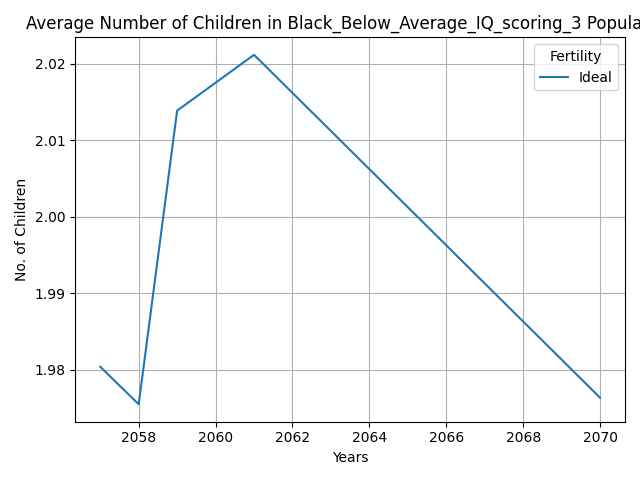 Average Number of Children in Black_Below_Average_IQ_scoring_3 Popula
Fertility
Ideal
2.02
2.01
2.00
1.99
1.98
No. of Children
2058 2060 2062 2064 2066 2068 2070
Years